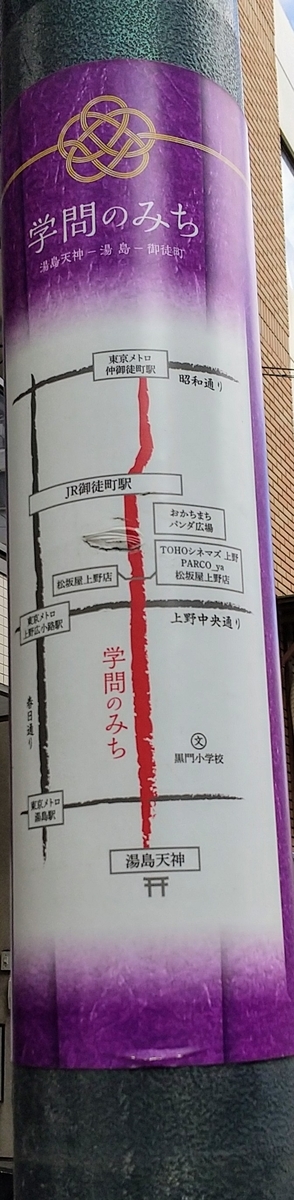 学問のみち
湯島天神－湯 島－御徒町
東京メトロ
仲御徒町駅
昭和通り
JR御徒町駅
おかちまち
パンダ広場
TOHOシネマズ 上野
PARCO_ya
松坂屋上野店
松坂屋上野店
東京メトロ
上野広小路駅
上野中央通り
学問のみち
春日通り
文
黒門小学校
東京メトロ
湯島駅
湯島天神